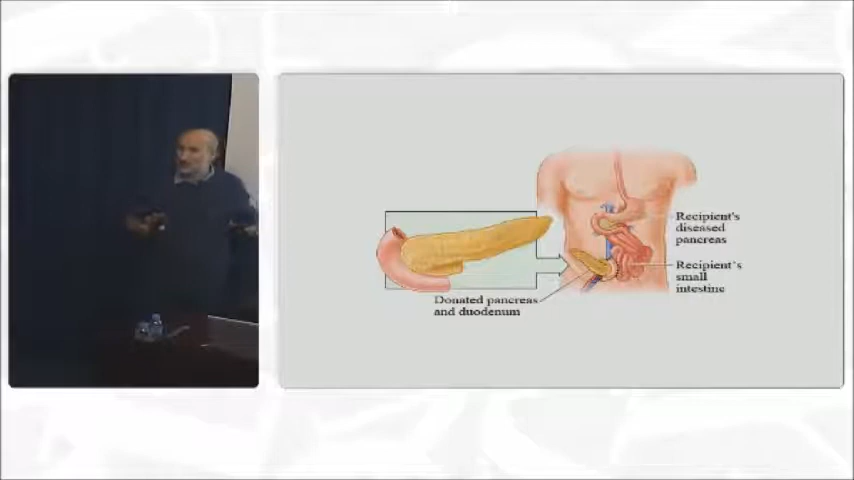 Recipient's
diseased
pancreas
Recipient's
small
intestine
Donated pancreas
and duodenum